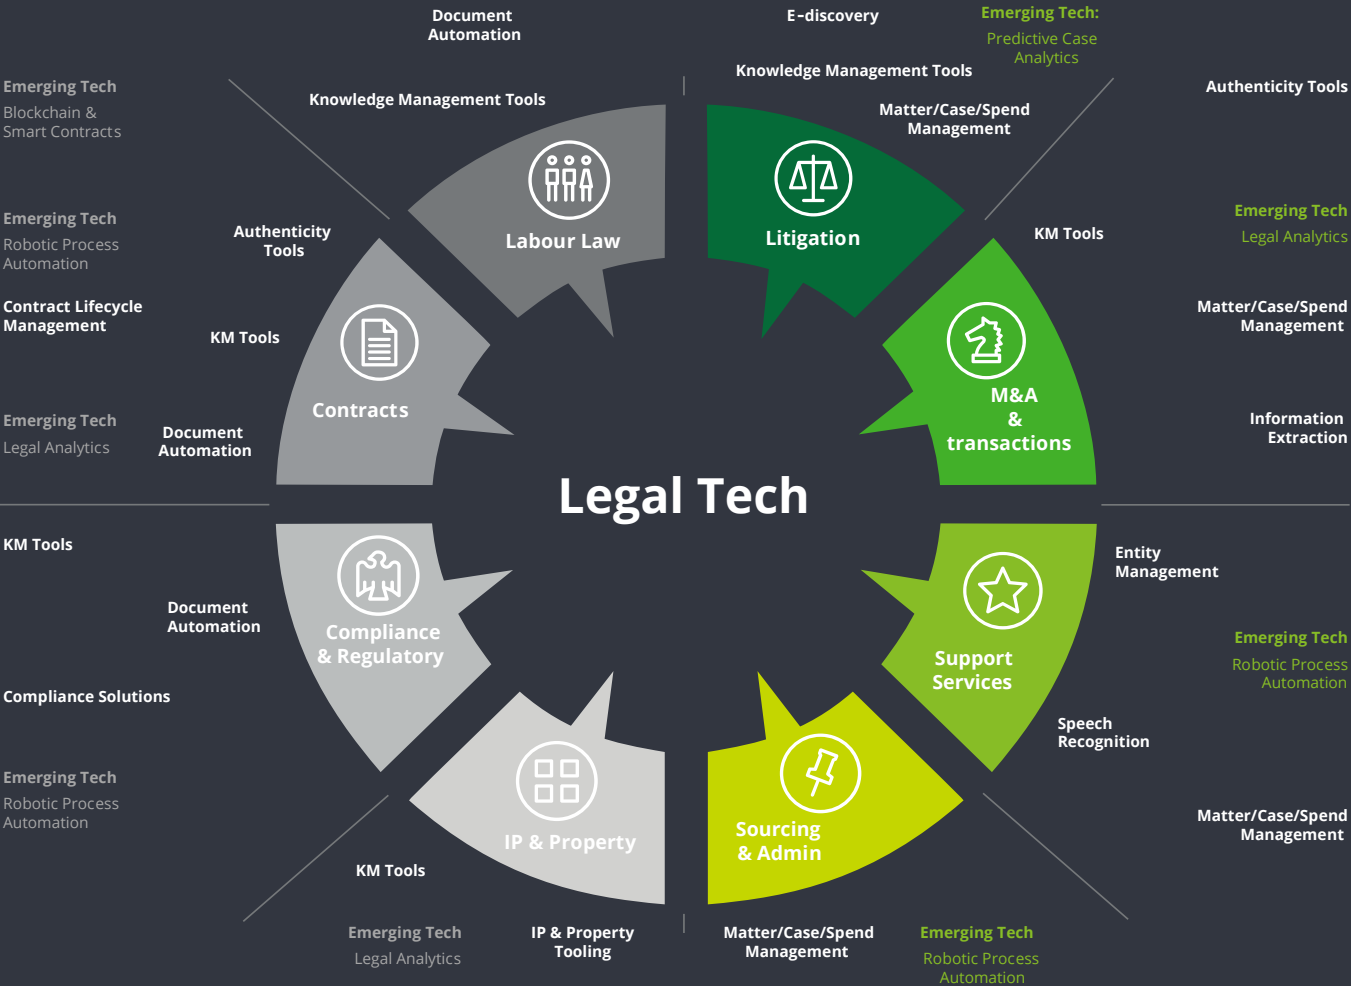 Document
Automation
Knowledge Management Tools
Labour Law
E-discovery
Knowledge Management Tools
Matter/Case/Spend
Management
Emerging Tech:
Predictive Case
Analytics
Litigation
Authenticity Tools
KM Tools
Emerging Tech
Legal Analytics
Matter/Case/Spend
Management
Information
Extraction
M&A
&
transactions
Entity
Management
Emerging Tech
Robotic Process
Automation
Speech
Recognition
Matter/Case/Spend
Management
Support
Services
Sourcing
& Admin
Matter/Case/Spend
Management
Emerging Tech
Robotic Process
Automation
IP & Property
KM Tools
Emerging Tech
Legal Analytics
IP & Property
Tooling
Compliance
& Regulatory
KM Tools
Document
Automation
Compliance Solutions
Emerging Tech
Robotic Process
Automation
Contracts
Emerging Tech
Blockchain &
Smart Contracts
Emerging Tech
Robotic Process
Automation
Authenticity
Tools
Contract Lifecycle
Management
KM Tools
Emerging Tech
Legal Analytics
Document
Automation
Legal Tech